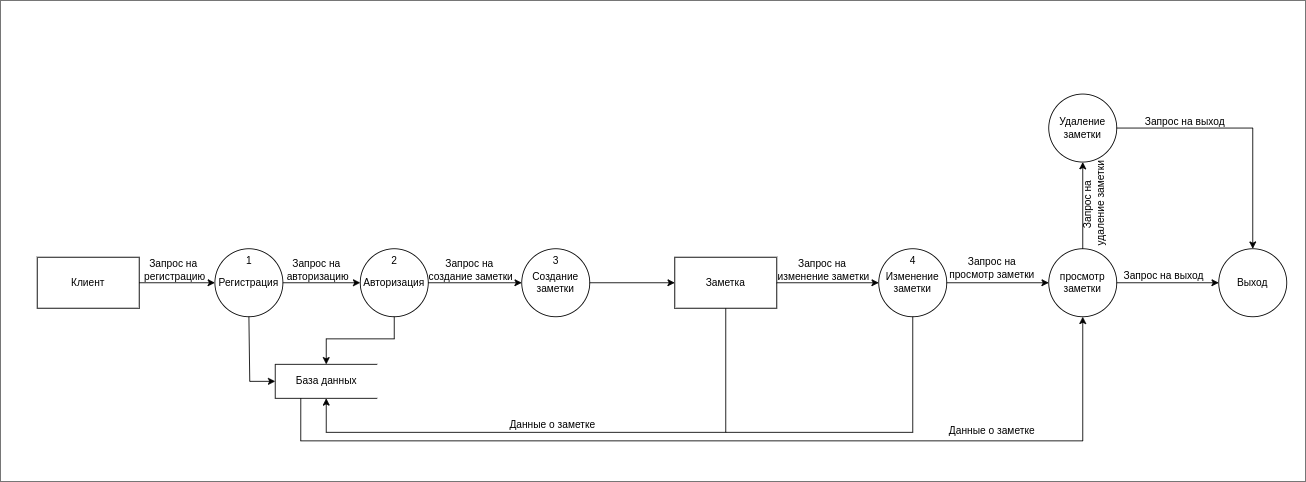 Клиент
Запрос на
регистрацию
1
Регистрация
Запрос на
авторизацию
2
Авторизация
Запрос на
создание заметки
3
Создание
заметки
Заметка
Запрос на
изменение заметки
4
Изменение
заметки
Запрос на
просмотр заметки
просмотр
заметки
Запрос на
удаление заметки
Удаление
заметки
Запрос на выход
Запрос на выход
Выход
База данных
Данные о заметке
Данные о заметке